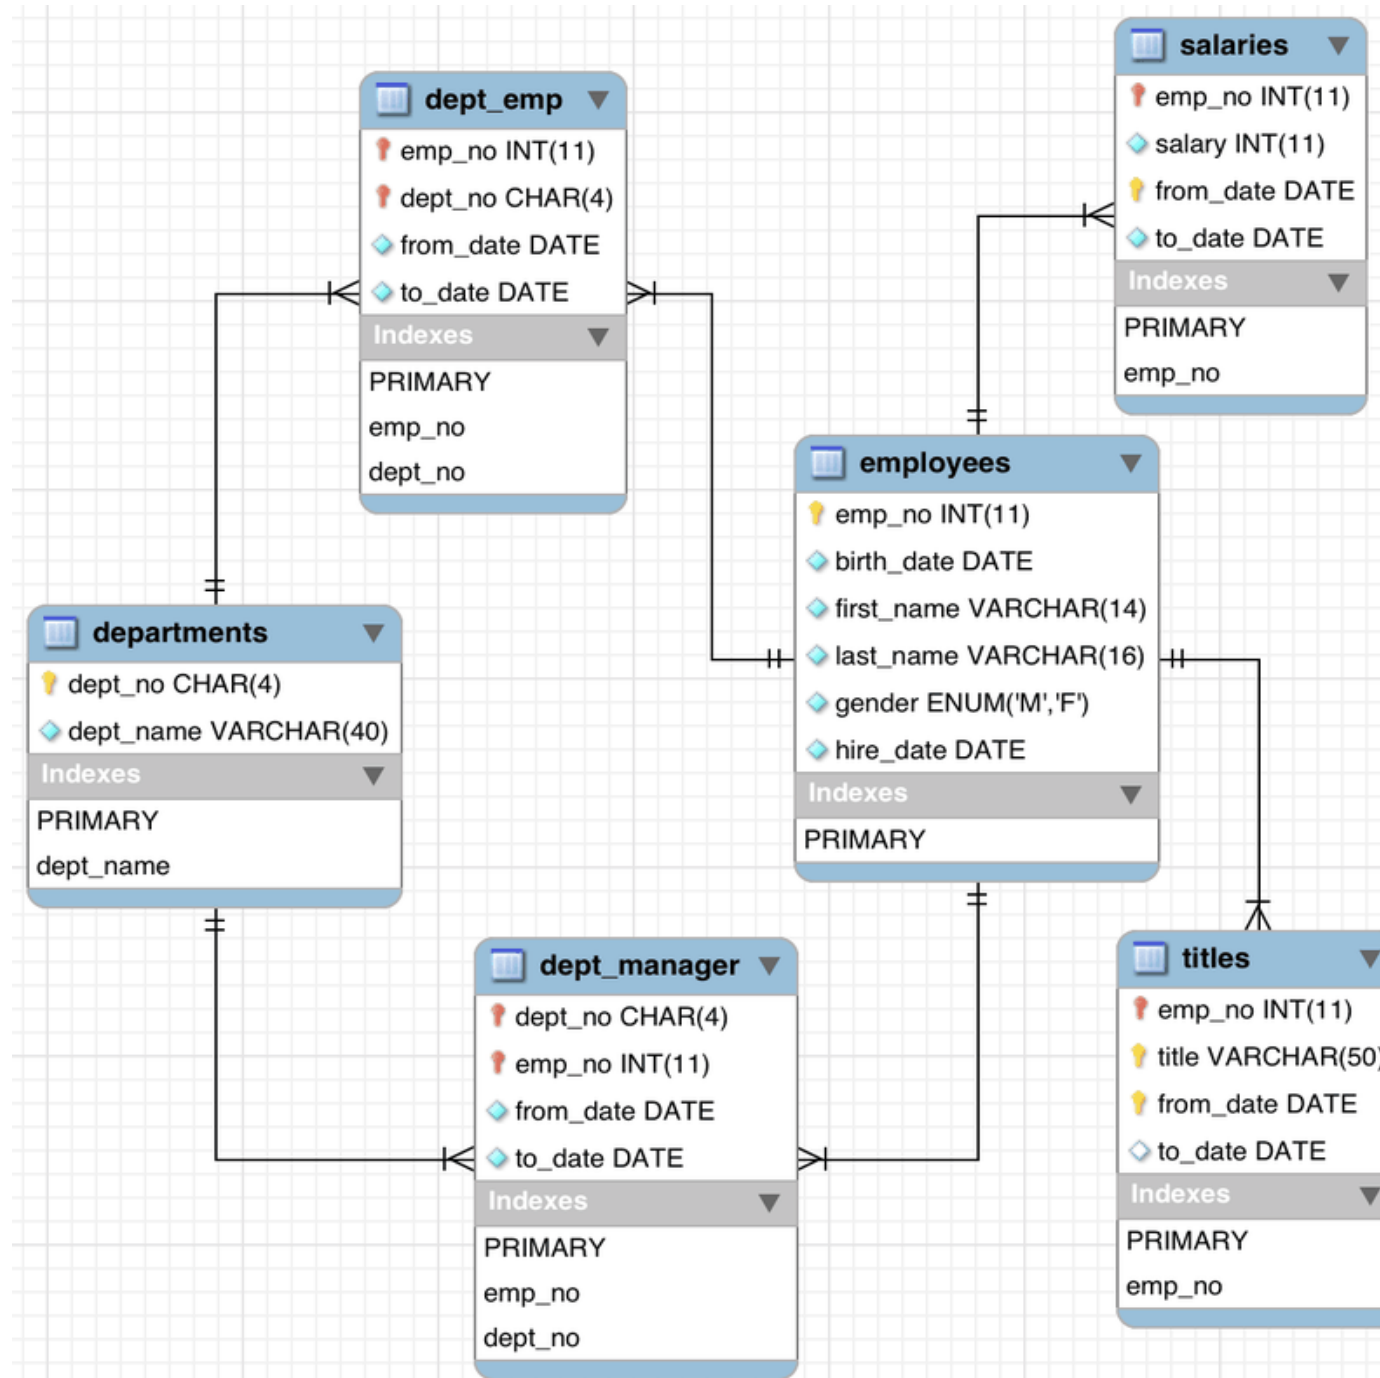 salaries
emp_no INT(11)
salary INT(11)
from_date DATE
to_date DATE
Indexes
PRIMARY
emp_no
dept_emp
emp_no INT(11)
dept_no CHAR(4)
from_date DATE
to_date DATE
Indexes
PRIMARY
emp_no
dept_no
employees
emp_no INT(11)
birth_date DATE
first_name VARCHAR(14)
last_name VARCHAR(16)
gender ENUM('M','F')
hire_date DATE
Indexes
PRIMARY
departments
dept_no CHAR(4)
dept_name VARCHAR(40)
Indexes
PRIMARY
dept_name
dept_manager
dept_no CHAR(4)
emp_no INT(11)
from_date DATE
to_date DATE
Indexes
PRIMARY
emp_no
dept_no
titles
emp_no INT(11)
title VARCHAR(50)
from_date DATE
to_date DATE
Indexes
PRIMARY
emp_no